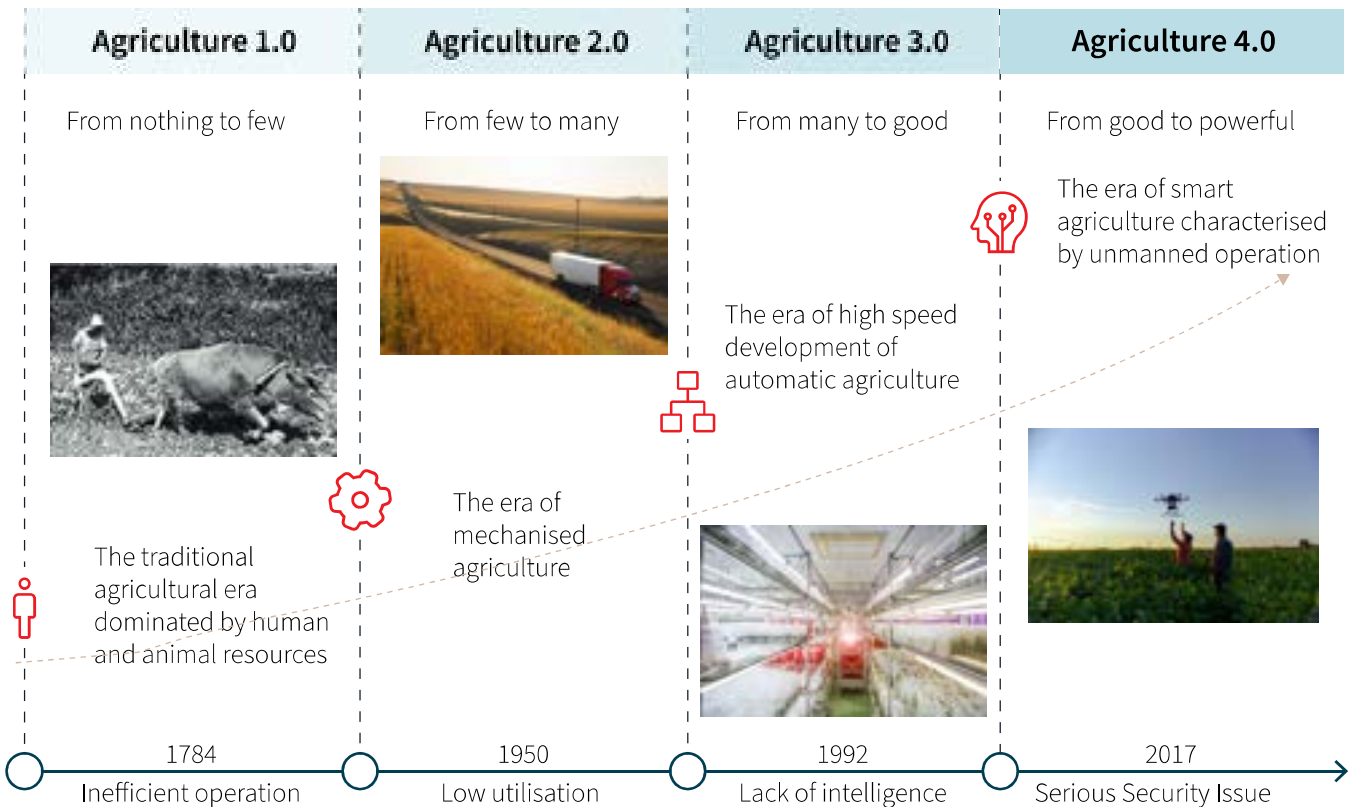 Agriculture 1.0
Agriculture 2.0
Agriculture 3.0
Agriculture 4.0
From nothing to few
From few to many
From many to good
From good to powerful
The traditional
agricultural era
dominated by human
and animal resources
The era of
mechanised
agriculture
The era of high speed
development of
automatic agriculture
The era of smart
agriculture characterised
by unmanned operation
1784
1950
1992
2017
Inefficient operation
Low utilisation
Lack of intelligence
Serious Security Issue